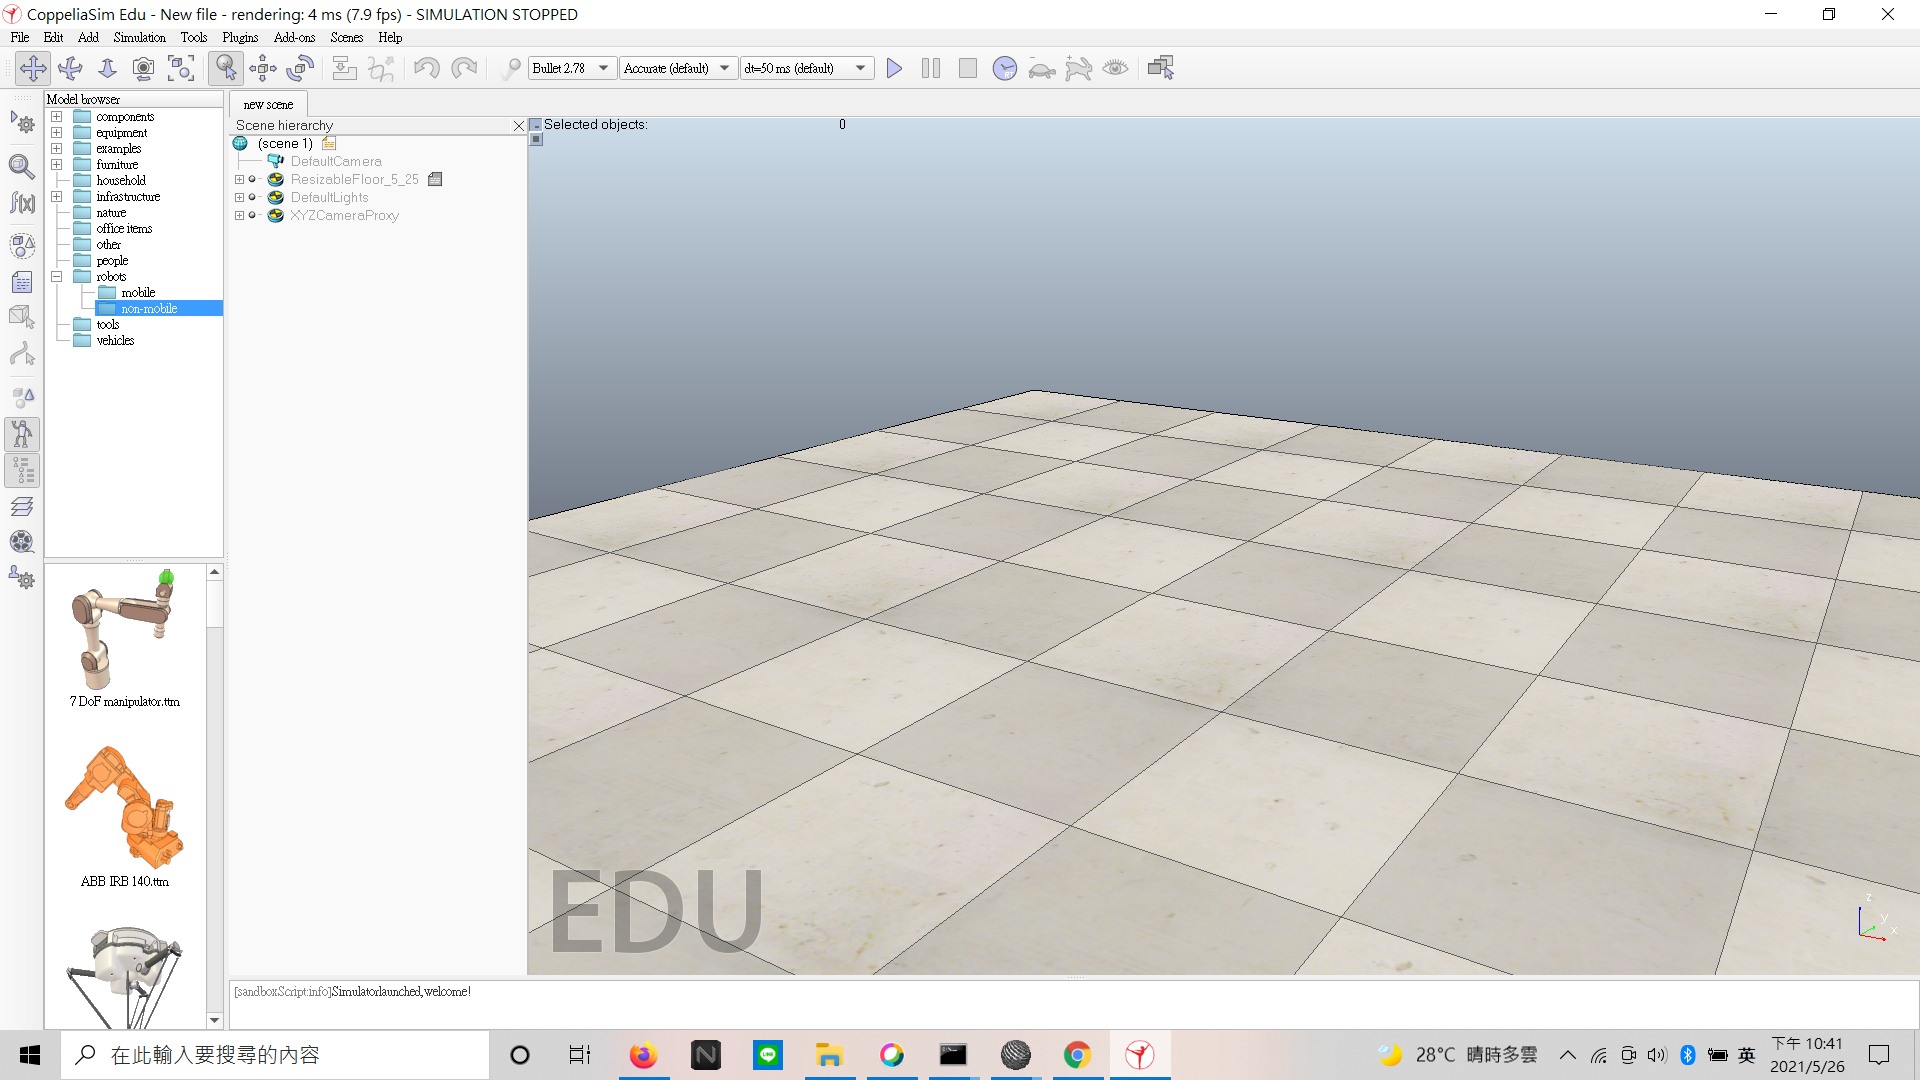 CoppeliaSim Edu - New file - rendering: 4 ms (7.9 fps) - SIMULATION STOPPED
File Edit Add Simulation Tools Plugins Add-ons Scenes Help
Bullet 2.78 Accurate (default) dt=50 ms (default) RT
Model browser
components
equipment
examples
furniture
household
infrastructure
nature
office items
other
people
robots
mobile
non-mobile
tools
vehicles
7 DoF manipulator.ttm
ABB IRB 140.ttm
f(x)
new scene
Scene hierarchy
(scene 1)
DefaultCamera
ResizableFloor_5_25
DefaultLights
XYZCameraProxy
Selected objects: 0
EDU
z
y
x
[sandboxScript:info]Simulatorlaunched,welcome!
在此輸入要搜尋的內容
N
LINE
28°C 晴時多雲
英
下午 10:41
2021/5/26